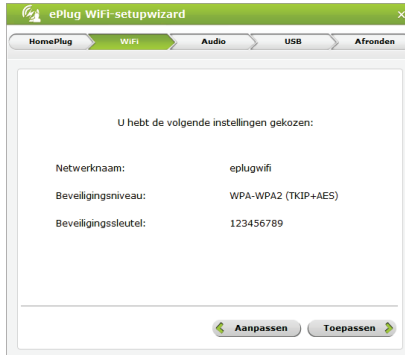 ePlug WiFi-setupwizard
HomePlug WiFi Audio USB Afronden
U hebt de volgende instellingen gekozen:
Netwerknaam: eplugwifi
Beveiligingsniveau: WPA-WPA2 (TKIP+AES)
Beveiligingssleutel: 123456789
Aanpassen Toepassen